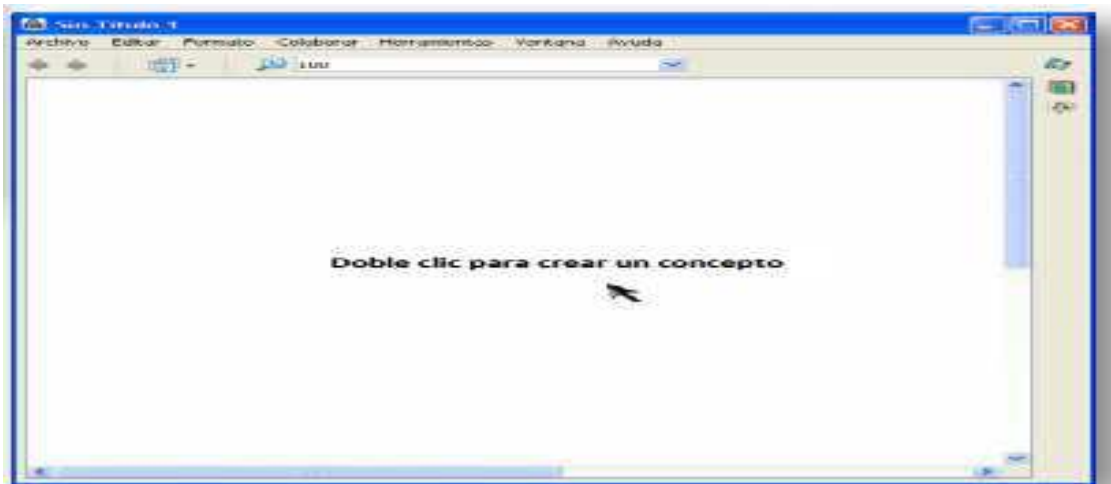 Sin Título 1
Archivo Editar Formato Colaborar Herramientas Ventana Ayuda
100
Doble clic para crear un concepto